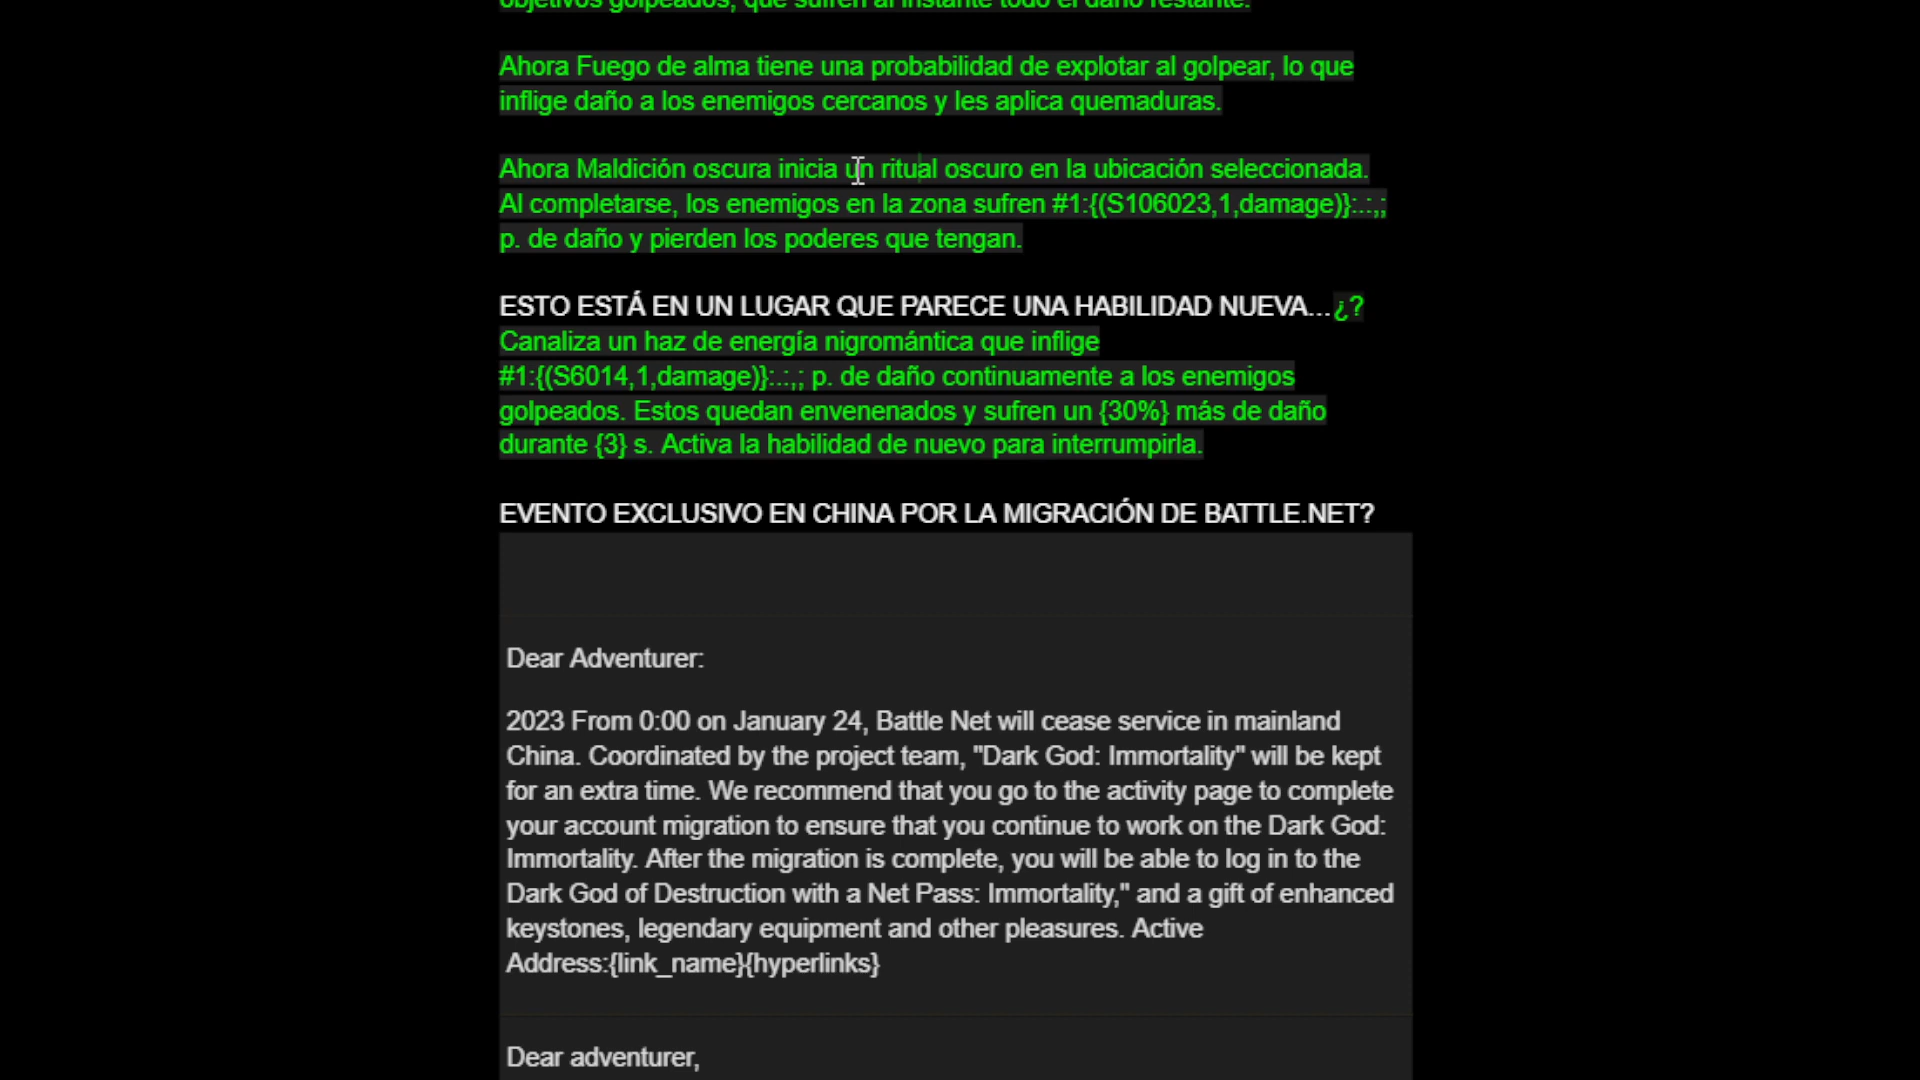 objetivos golpeados, que sufren al instante todo el daño restante.
Ahora Fuego de alma tiene una probabilidad de explotar al golpear, lo que
inflige daño a los enemigos cercanos y les aplica quemaduras.
Ahora Maldición oscura inicia un ritual oscuro en la ubicación seleccionada.
Al completarse, los enemigos en la zona sufren #1:{(S106023,1,damage)}:..:,;
p. de daño y pierden los poderes que tengan.
ESTO ESTÁ EN UN LUGAR QUE PARECE UNA HABILIDAD NUEVA...¿?
Canaliza un haz de energía nigromántica que inflige
#1:{(S6014,1,damage)}:..:,; p. de daño continuamente a los enemigos
golpeados. Estos quedan envenenados y sufren un {30%} más de daño
durante {3} s. Activa la habilidad de nuevo para interrumpirla.
EVENTO EXCLUSIVO EN CHINA POR LA MIGRACIÓN DE BATTLE.NET?
Dear Adventurer:
2023 From 0:00 on January 24, Battle Net will cease service in mainland
China. Coordinated by the project team, "Dark God: Immortality" will be kept
for an extra time. We recommend that you go to the activity page to complete
your account migration to ensure that you continue to work on the Dark God:
Immortality. After the migration is complete, you will be able to log in to the
Dark God of Destruction with a Net Pass: Immortality," and a gift of enhanced
keystones, legendary equipment and other pleasures. Active
Address:{link_name}{hyperlinks}
Dear adventurer,